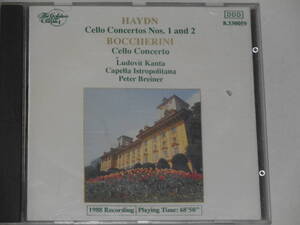 HAYDN
DDD
8.550059
Cello Concertos Nos. 1 and 2
BOCCHERINI
Cello Concerto
Ludovít Kanta
Capella Istropolitana
Peter Breiner
1988 Recording
Playing Time: 68'50"